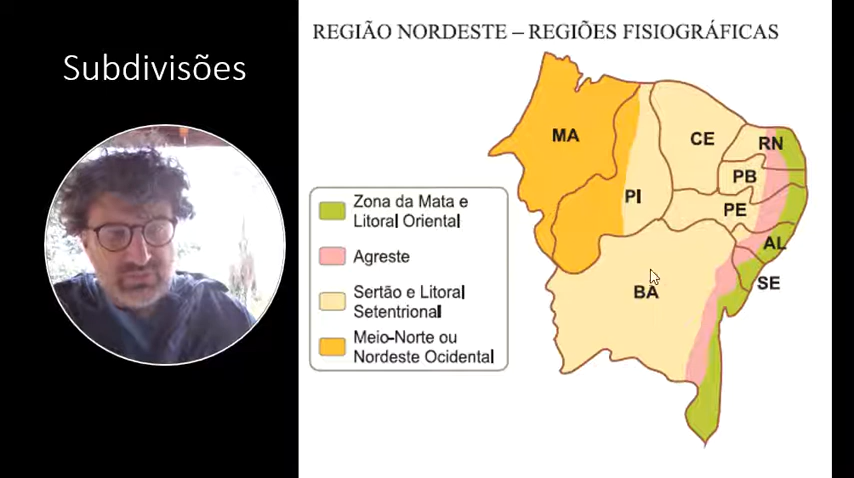 Subdivisões
REGIÃO NORDESTE – REGIÕES FISIOGRÁFICAS
Zona da Mata e
Litoral Oriental
Agreste
Sertão e Litoral
Setentrional
Meio-Norte ou
Nordeste Ocidental
MA
CE
RN
PB
PI
PE
AL
SE
BA